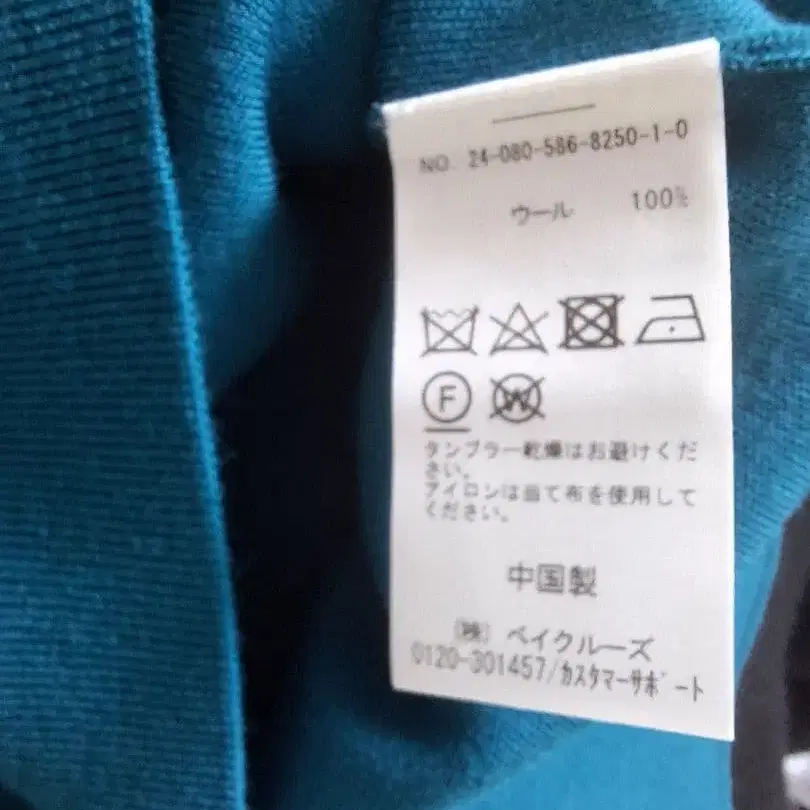 NO. 24-080-586-8250-1-0
ウール 100%
F W
タンブラー乾燥はお避けくだ
さい。
アイロンは当て布を使用して
ください。
中国製
(株) ベイクルーズ
0120-301457/カスタマーサポート